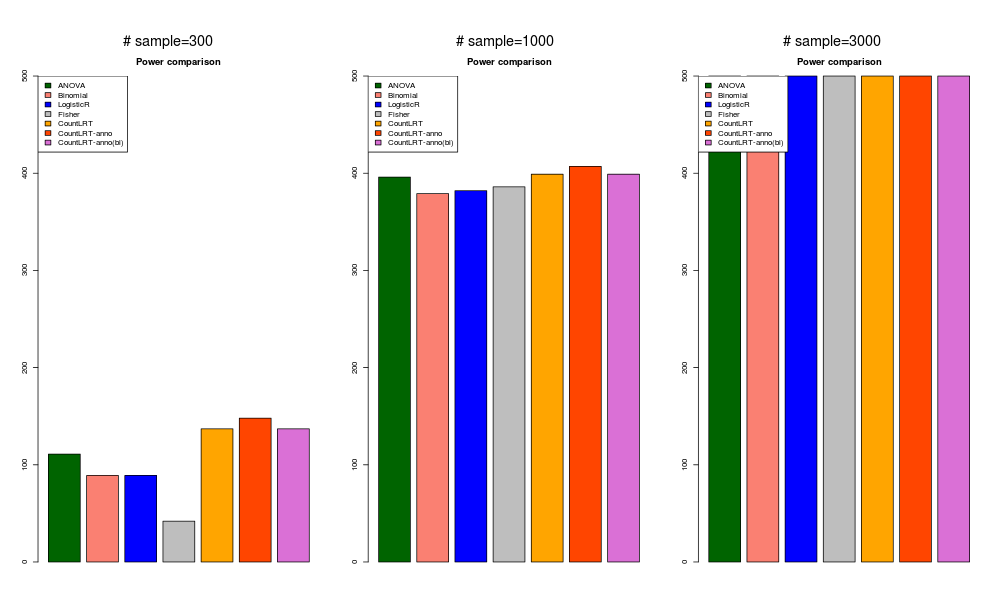 # sample=300
Power comparison
500
400
300
200
100
0
ANOVA
Binomial
LogisticR
Fisher
CountLRT
CountLRT-anno
CountLRT-anno(bl)
# sample=1000
Power comparison
500
400
300
200
100
0
ANOVA
Binomial
LogisticR
Fisher
CountLRT
CountLRT-anno
CountLRT-anno(bl)
# sample=3000
Power comparison
500
400
300
200
100
0
ANOVA
Binomial
LogisticR
Fisher
CountLRT
CountLRT-anno
CountLRT-anno(bl)